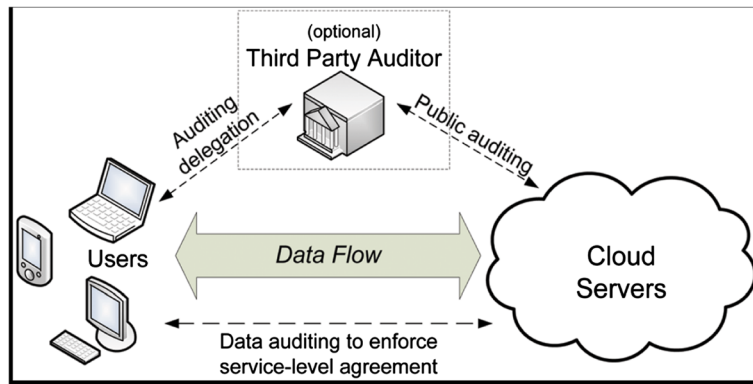 (optional)
Third Party Auditor
Auditing
delegation
Public auditing
Users
Data Flow
Cloud
Servers
Data auditing to enforce
service-level agreement